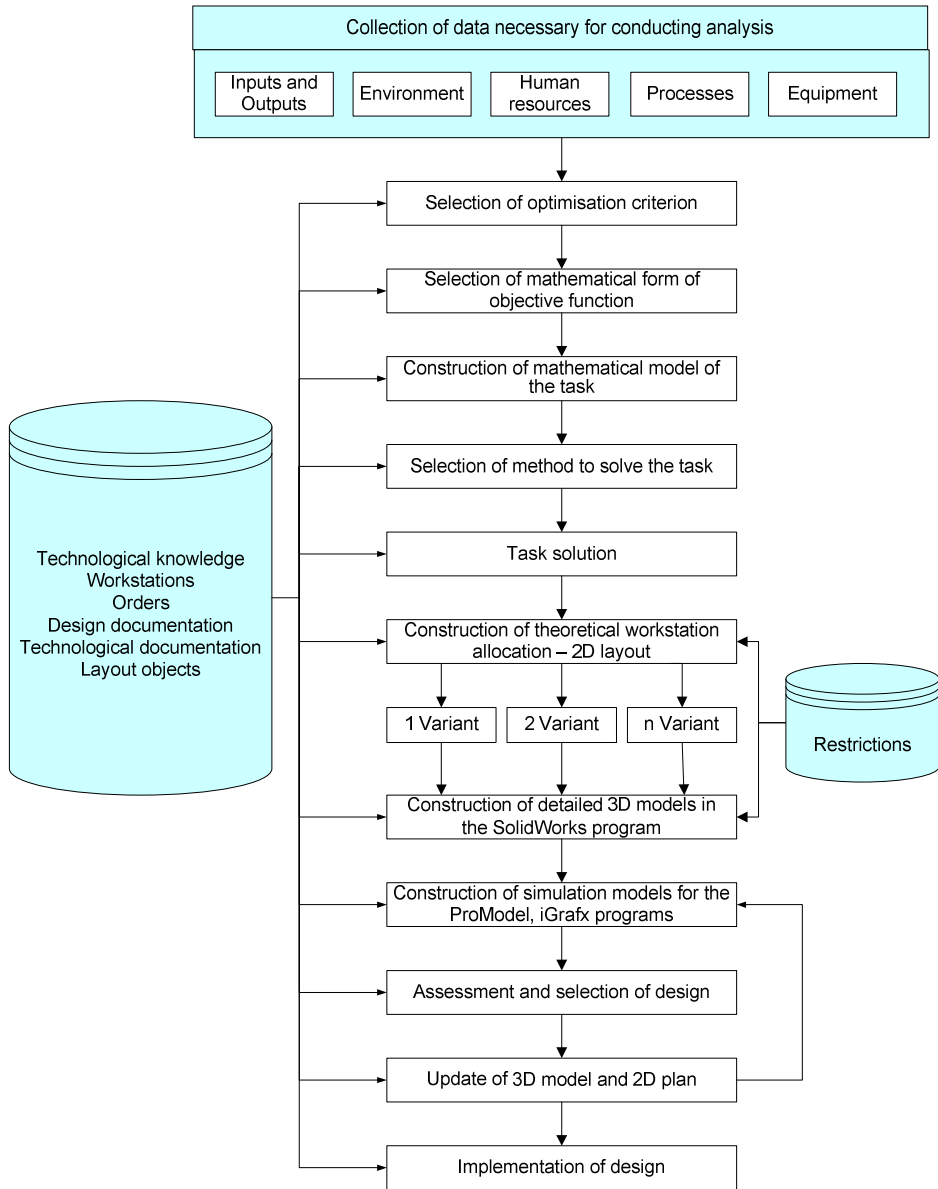 Collection of data necessary for conducting analysis
Inputs and
Outputs
Environment
Human
resources
Processes
Equipment
Selection of optimisation criterion
Selection of mathematical form of
objective function
Construction of mathematical model of
the task
Selection of method to solve the task
Task solution
Technological knowledge
Workstations
Orders
Design documentation
Technological documentation
Layout objects
Construction of theoretical workstation
allocation – 2D layout
1 Variant
2 Variant
n Variant
Restrictions
Construction of detailed 3D models in
the SolidWorks program
Construction of simulation models for the
ProModel, iGrafx programs
Assessment and selection of design
Update of 3D model and 2D plan
Implementation of design